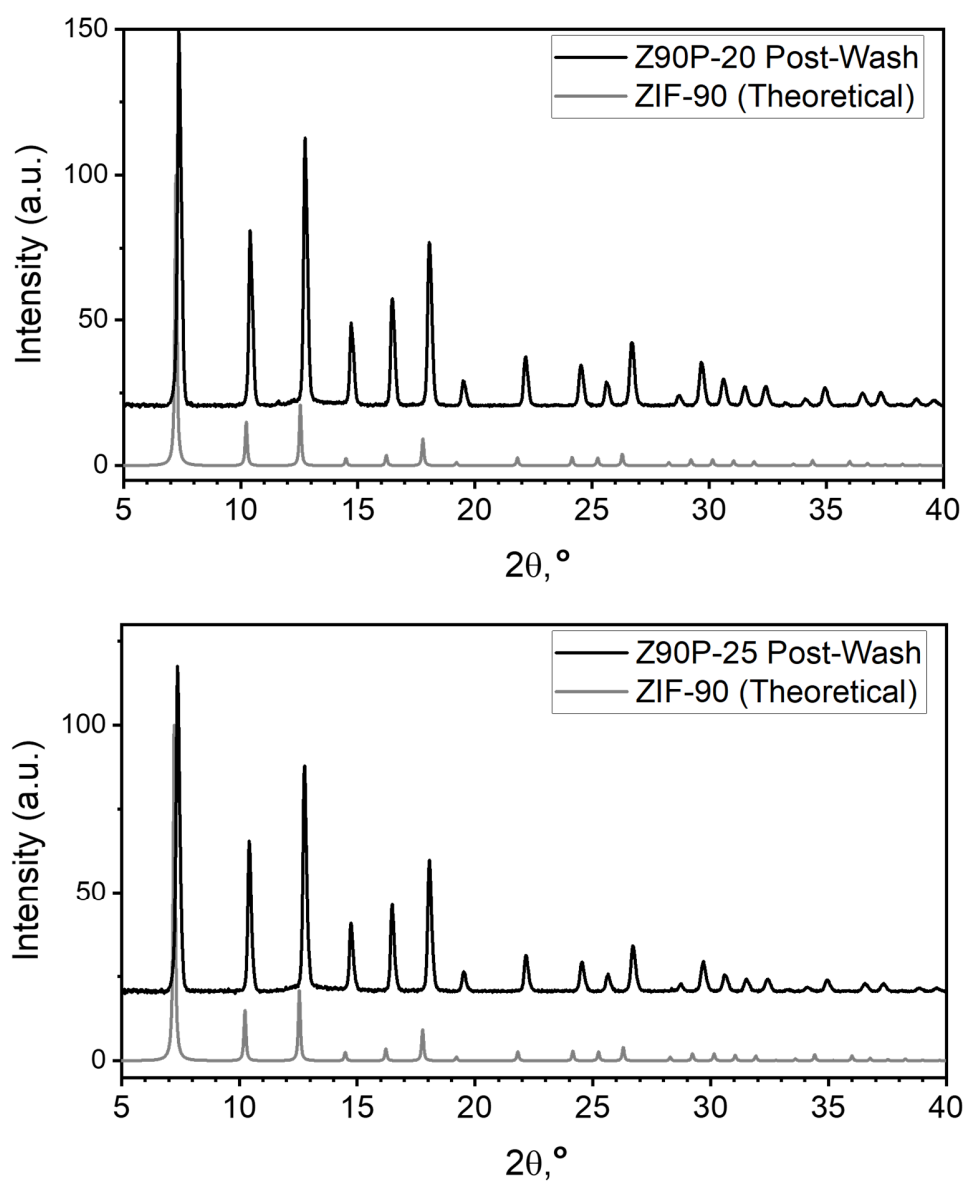 150
100
50
0
Intensity (a.u.)
Z90P-20 Post-Wash
ZIF-90 (Theoretical)
5 10 15 20 25 30 35 40
2θ,°
100
50
0
Intensity (a.u.)
Z90P-25 Post-Wash
ZIF-90 (Theoretical)
5 10 15 20 25 30 35 40
2θ,°